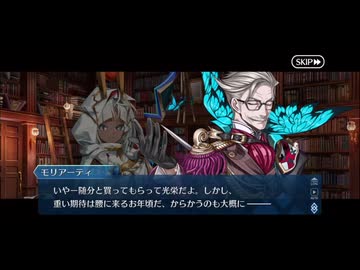 SKIP
モリアーティ
いやー随分と買ってもらって光栄だよ。しかし、
重い期待は腰に来るお年頃だ、からかうのも大概に────